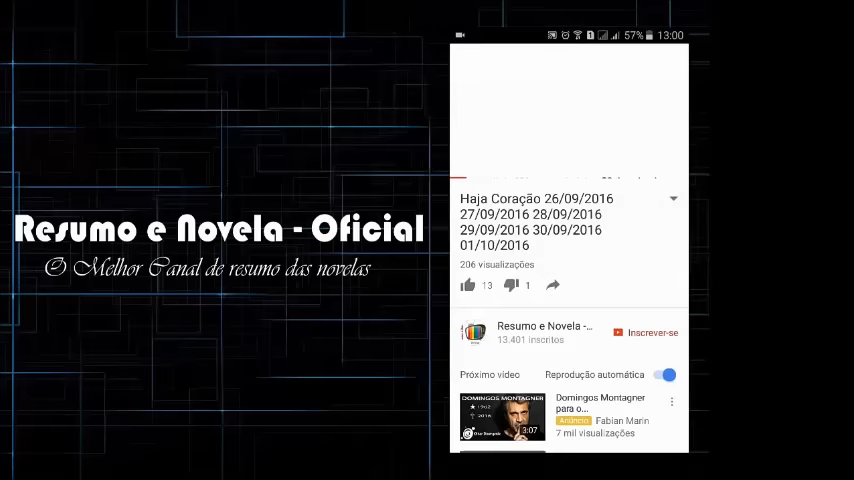 Resumo e Novela - Oficial
O Melhor Canal de resumo das novelas
57% 13:00
Haja Coração 26/09/2016
27/09/2016 28/09/2016
29/09/2016 30/09/2016
01/10/2016
206 visualizações
13 1
Resumo e Novela -...
Inscrever-se
13.401 inscritos
Próximo vídeo
Reprodução automática
DOMINGOS MONTAGNER
1962
2016
3:07
Domingos Montagner
para o...
Anúncio Fabian Marin
7 mil visualizações